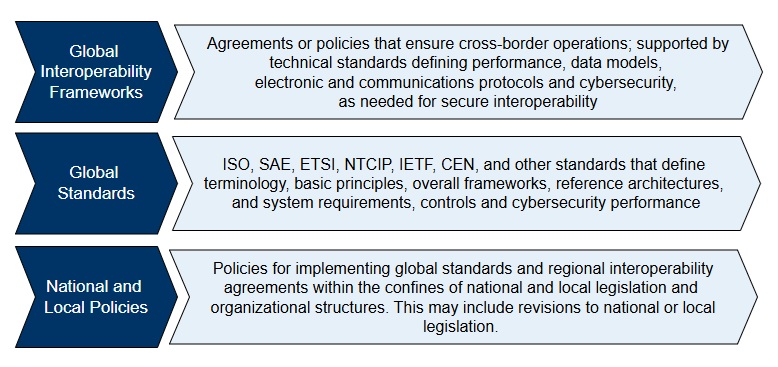 Global
Interoperability
Frameworks
Agreements or policies that ensure cross-border operations; supported by
technical standards defining performance, data models,
electronic and communications protocols and cybersecurity,
as needed for secure interoperability
Global
Standards
ISO, SAE, ETSI, NTCIP, IETF, CEN, and other standards that define
terminology, basic principles, overall frameworks, reference architectures,
and system requirements, controls and cybersecurity performance
National and
Local Policies
Policies for implementing global standards and regional interoperability
agreements within the confines of national and local legislation and
organizational structures. This may include revisions to national or local
legislation.